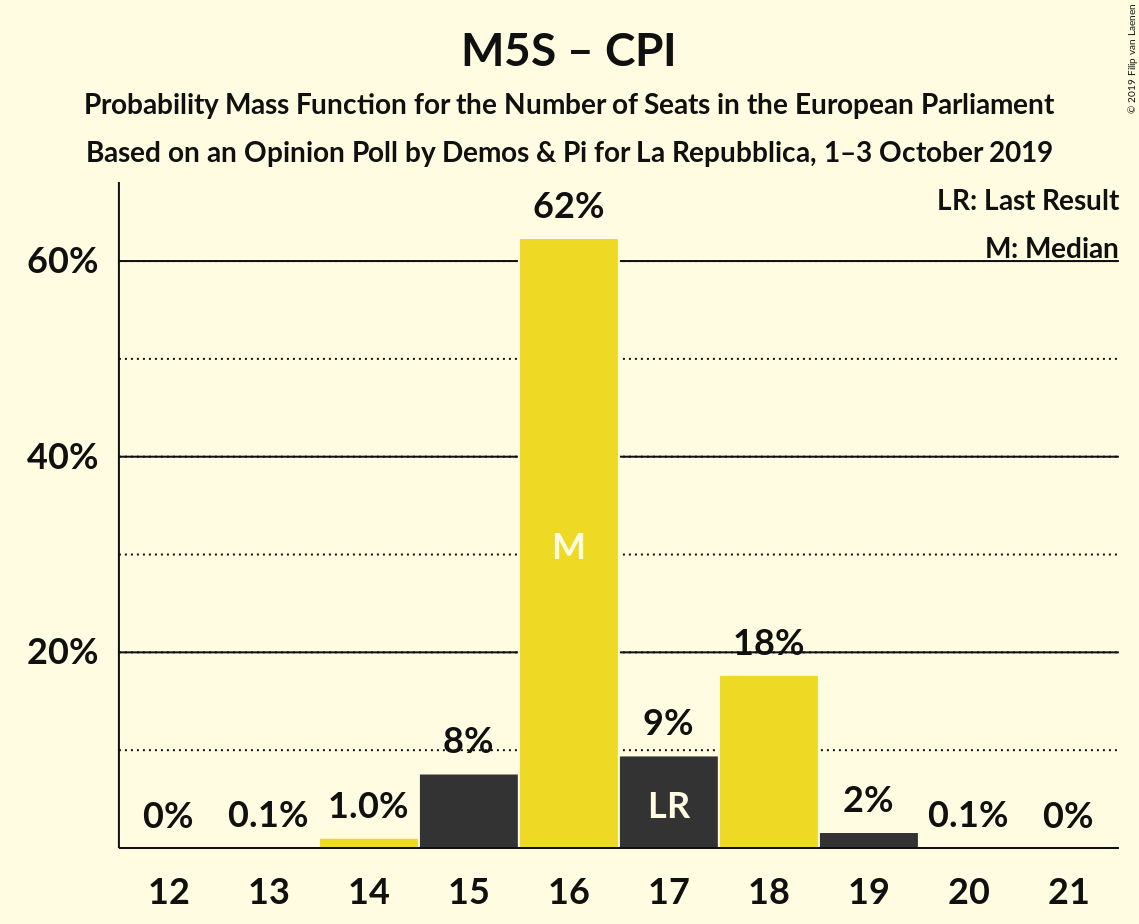 M5S – CPI
Probability Mass Function for the Number of Seats in the European Parliament
Based on an Opinion Poll by Demos & Pi for La Repubblica, 1–3 October 2019
© 2019 Filip van Laenen
LR: Last Result
M: Median
60%
40%
20%
0%
0.1%
1.0%
8%
62%
M
9%
LR
18%
2%
0.1%
0%
12 13 14 15 16 17 18 19 20 21